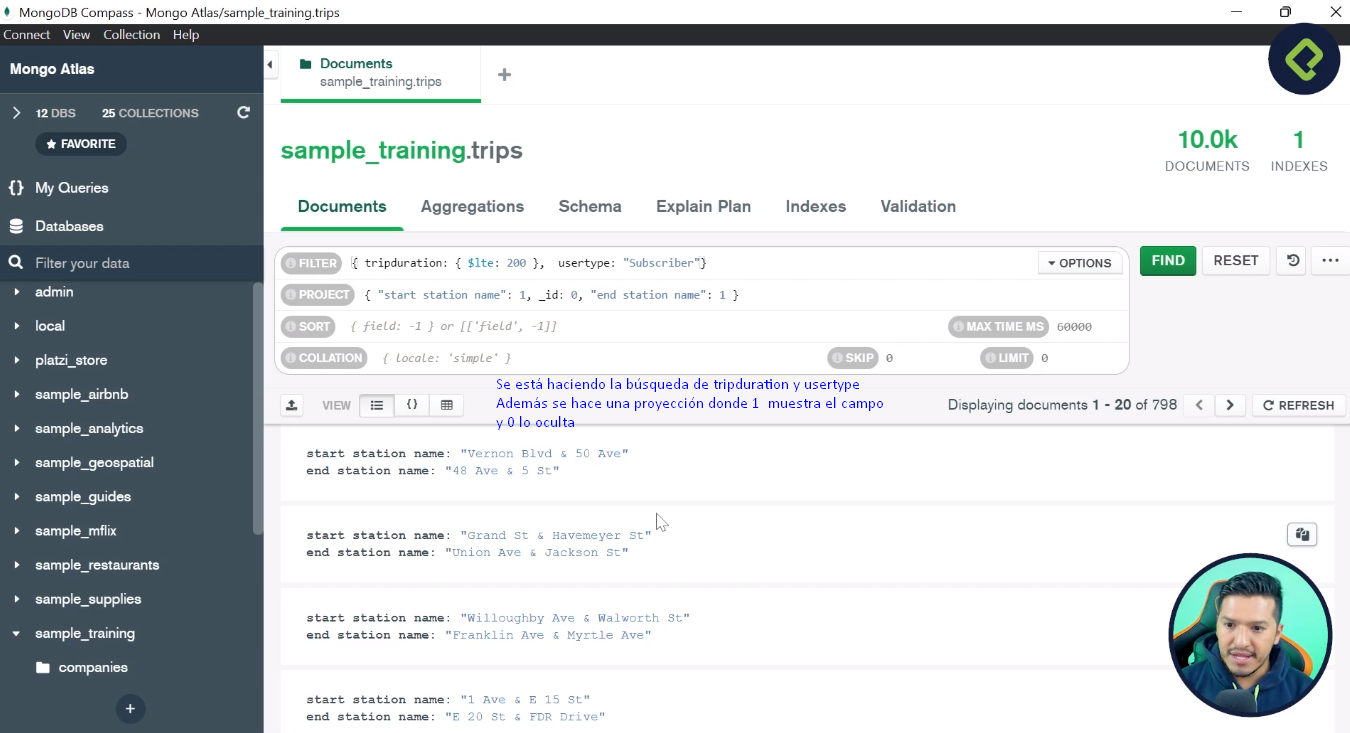 MongoDB Compass - Mongo Atlas/sample_training.trips
Connect View Collection Help
Mongo Atlas
12 DBS 25 COLLECTIONS
FAVORITE
{} My Queries
Databases
Filter your data
admin
local
platzi_store
sample_airbnb
sample_analytics
sample_geospatial
sample_guides
sample_mflix
sample_restaurants
sample_supplies
sample_training
companies
+
Documents
sample_training.trips
+
sample_training.trips
10.0k
DOCUMENTS
1
INDEXES
Documents Aggregations Schema Explain Plan Indexes Validation
FILTER { tripduration: { $lte: 200 }, usertype: "Subscriber"}
OPTIONS
FIND RESET
PROJECT { "start station name": 1, _id: 0, "end station name": 1 }
SORT { field: -1 } or [['field', -1]]
MAX TIME MS 60000
COLLATION { locale: 'simple' }
SKIP 0
LIMIT 0
Se está haciendo la búsqueda de tripduration y usertype
Además se hace una proyección donde 1 muestra el campo
y 0 lo oculta
VIEW {}
Displaying documents 1 - 20 of 798
REFRESH
start station name: "Vernon Blvd & 50 Ave"
end station name: "48 Ave & 5 St"
start station name: "Grand St & Havemeyer St"
end station name: "Union Ave & Jackson St"
start station name: "Willoughby Ave & Walworth St"
end station name: "Franklin Ave & Myrtle Ave"
start station name: "1 Ave & E 15 St"
end station name: "E 20 St & FDR Drive"